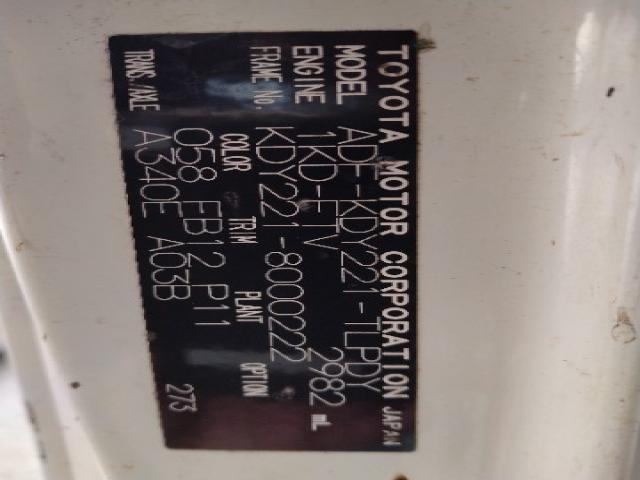 TOYOTA MOTOR CORPORATION JAPAN
MODEL ADF-KDY221-TLPDY
ENGINE 1KD-FTV 2982 mL
FRAME No. KDY221-8000222
COLOR TRIM PLANT OPTION
058 FB12 P11
TRANS./AXLE A340E A03B 273